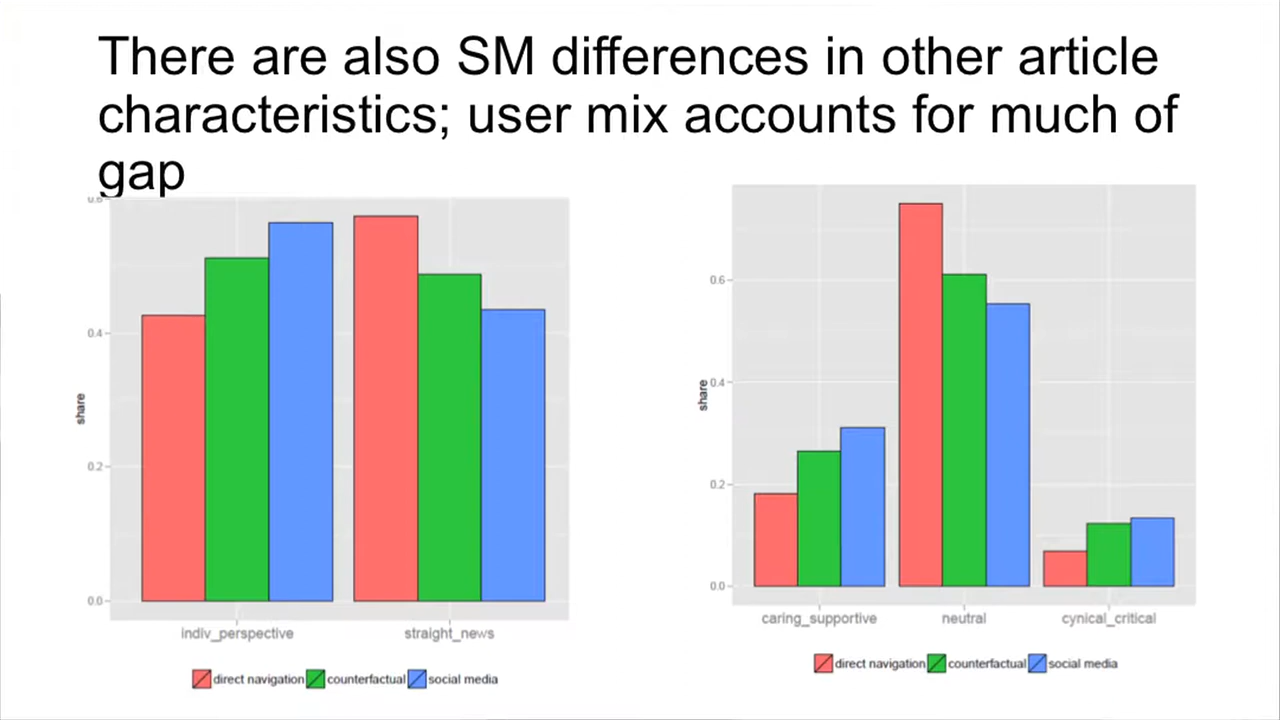 There are also SM differences in other article
characteristics; user mix accounts for much of
gap
0.6
0.4
0.2
0.0
share
indiv_perspective straight_news
direct navigation counterfactual social media
0.6
0.4
0.2
0.0
share
caring_supportive neutral cynical_critical
direct navigation counterfactual social media